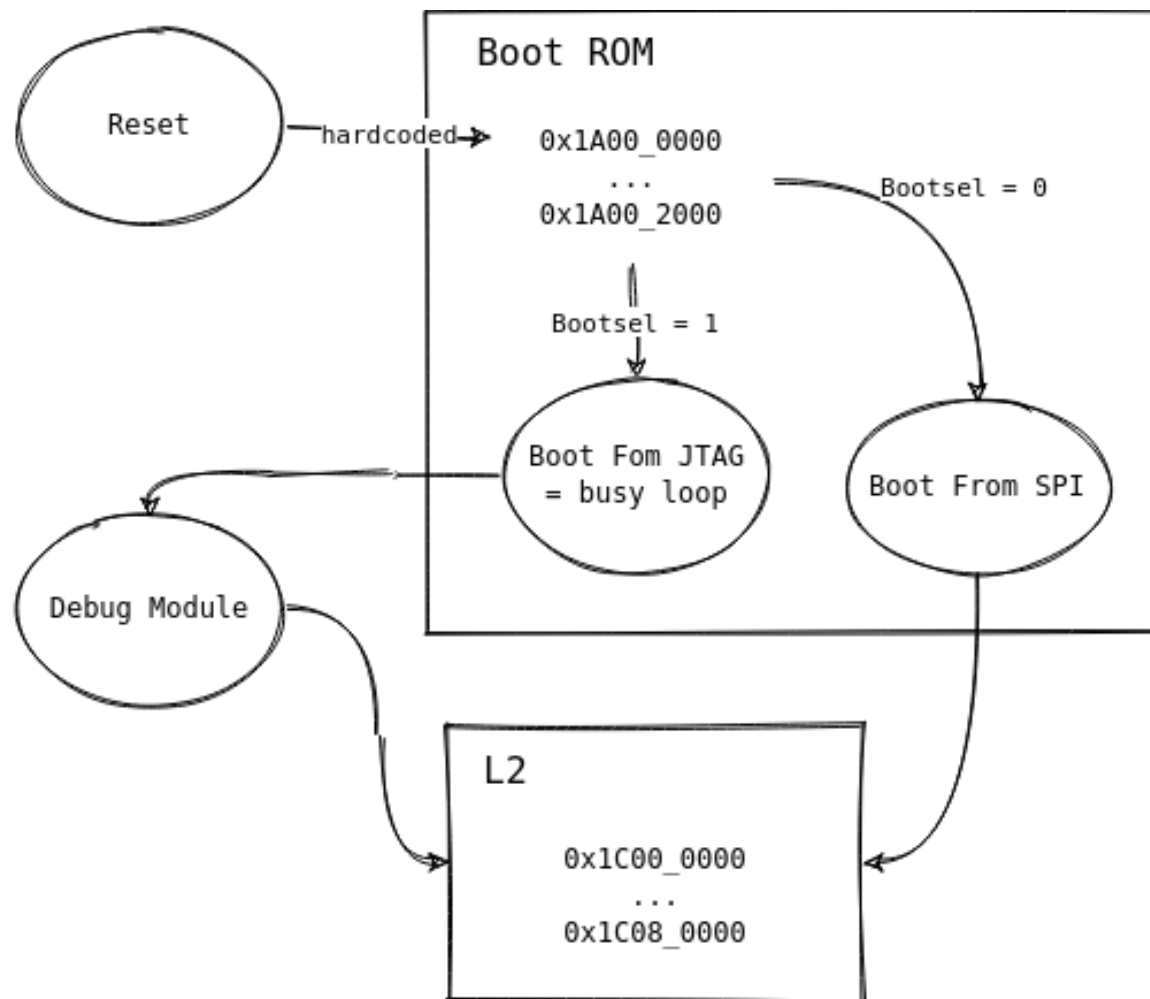 Boot ROM
Reset
hardcoded
0x1A00_0000
...
0x1A00_2000
Bootsel = 0
Bootsel = 1
Boot Fom JTAG
= busy loop
Boot From SPI
Debug Module
L2
0x1C00_0000
...
0x1C08_0000